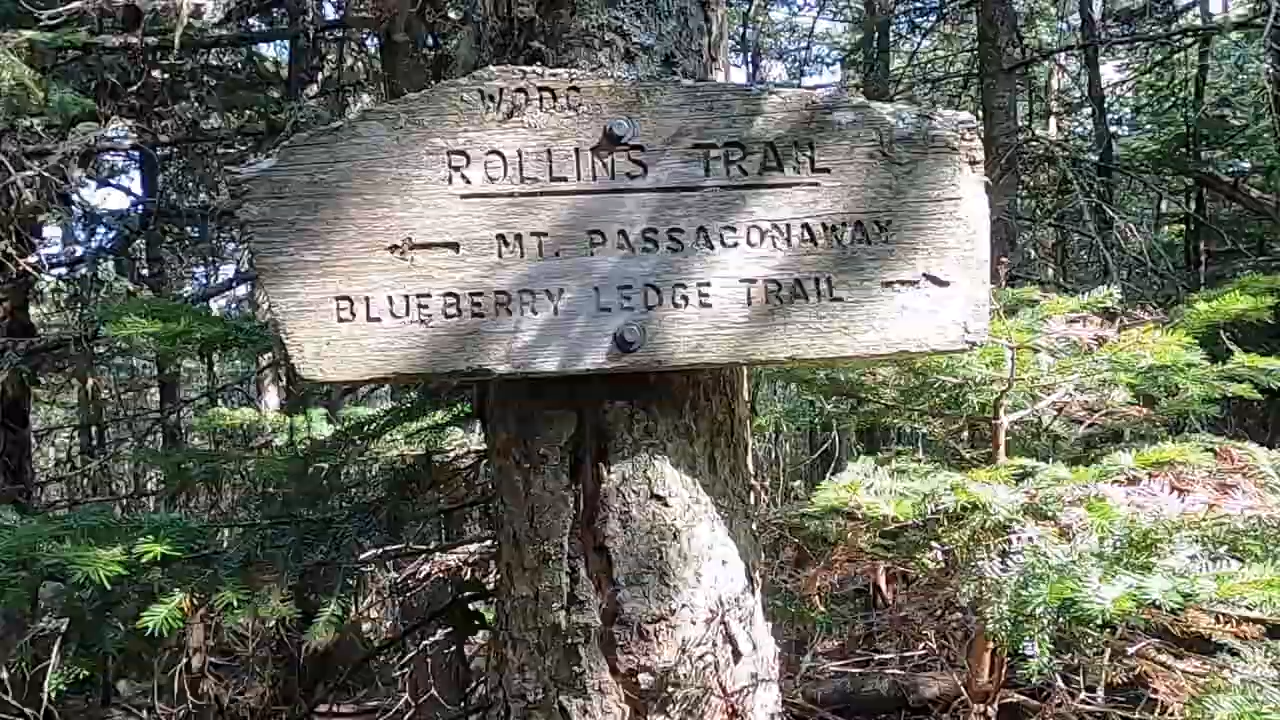 WODC
ROLLINS TRAIL
← MT. PASSACONAWAY
BLUEBERRY LEDGE TRAIL →